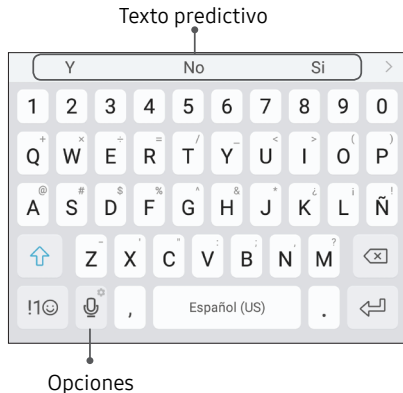 Texto predictivo
Y No Si >
1 2 3 4 5 6 7 8 9 0
+ × ÷ = / _ < > ( )
Q W E R T Y U I O P
@ # $ % ^ & * ¿ ¡ !
A S D F G H J K L Ñ
- ' " : ; , ?
Z X C V B N M
!1☺ , Español (US) .
Opciones